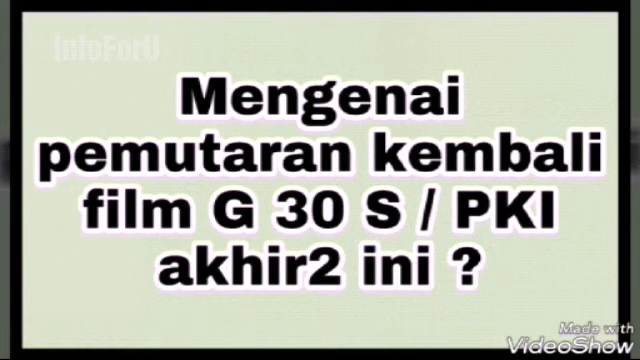 InfoForU
Mengenai
pemutaran kembali
film G 30 S / PKI
akhir2 ini ?
Made with
VideoShow